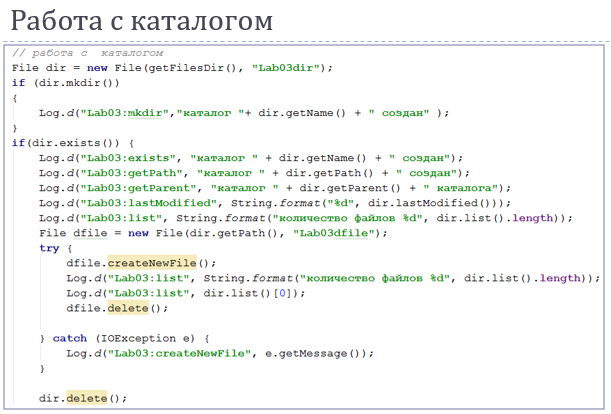 Работа с каталогом
// работа с каталогом
File dir = new File(getFilesDir(), "Lab03dir");
if (dir.mkdir())
{
    Log.d("Lab03:mkdir","каталог "+ dir.getName() + " создан" );
}
if(dir.exists()) {
    Log.d("Lab03:exists", "каталог " + dir.getName() + " создан");
    Log.d("Lab03:getPath", "каталог " + dir.getPath() + " создан");
    Log.d("Lab03:getParent", "каталог " + dir.getParent() + " каталога");
    Log.d("Lab03:lastModified", String.format("%d", dir.lastModified()));
    Log.d("Lab03:list", String.format("количество файлов %d", dir.list().length));
    File dfile = new File(dir.getPath(), "Lab03dfile");
    try {
        dfile.createNewFile();
        Log.d("Lab03:list", String.format("количество файлов %d", dir.list().length));
        Log.d("Lab03:list", dir.list()[0]);
        dfile.delete();
    } catch (IOException e) {
        Log.d("Lab03:createNewFile", e.getMessage());
    }
    dir.delete();